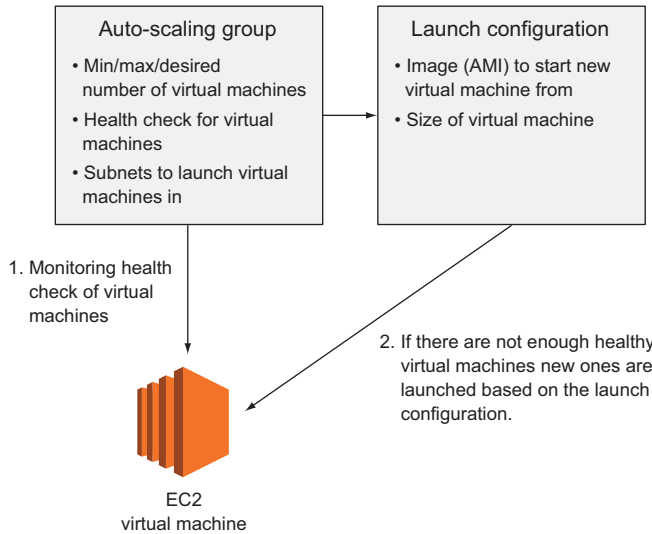 Auto-scaling group
• Min/max/desired
number of virtual machines
• Health check for virtual
machines
• Subnets to launch virtual
machines in
Launch configuration
• Image (AMI) to start new
virtual machine from
• Size of virtual machine
1. Monitoring health
check of virtual
machines
2. If there are not enough healthy
virtual machines new ones are
launched based on the launch
configuration.
EC2
virtual machine